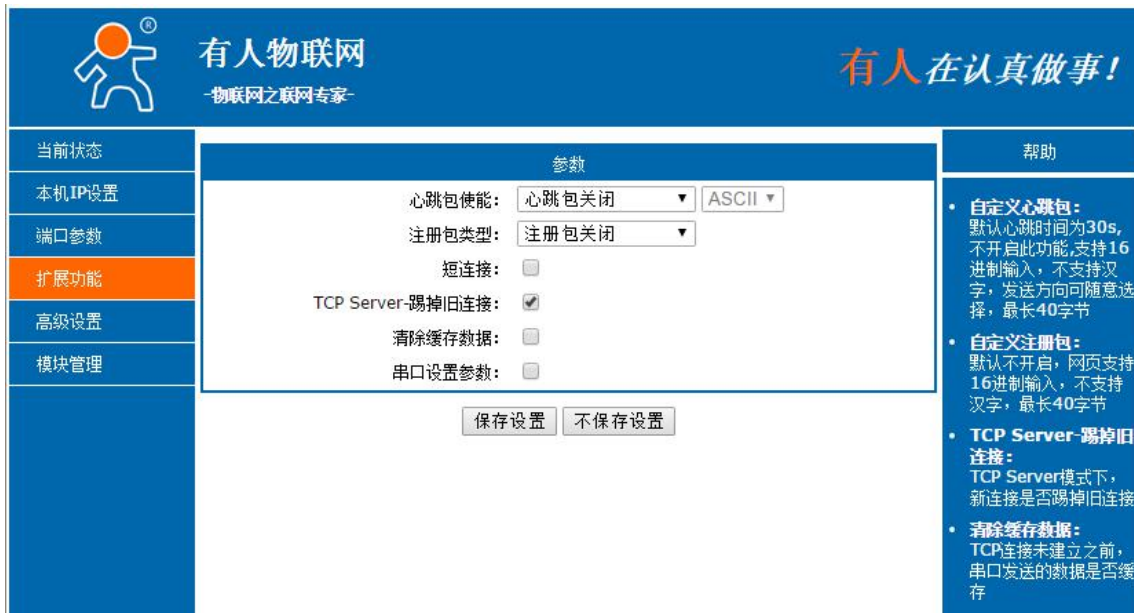 ®
有人物联网
-物联网之联网专家-
有人在认真做事！
当前状态
本机IP设置
端口参数
扩展功能
高级设置
模块管理
参数
心跳包使能： 心跳包关闭 ASCII
注册包类型： 注册包关闭
短连接：
TCP Server-踢掉旧连接：
清除缓存数据：
串口设置参数：
保存设置 不保存设置
帮助
• 自定义心跳包：
默认心跳时间为30s,
不开启此功能,支持16
进制输入，不支持汉
字，发送方向可随意选
择，最长40字节
• 自定义注册包：
默认不开启，网页支持
16进制输入，不支持
汉字，最长40字节
• TCP Server-踢掉旧
连接：
TCP Server模式下，
新连接是否踢掉旧连接
• 清除缓存数据：
TCP连接未建立之前，
串口发送的数据是否缓
存